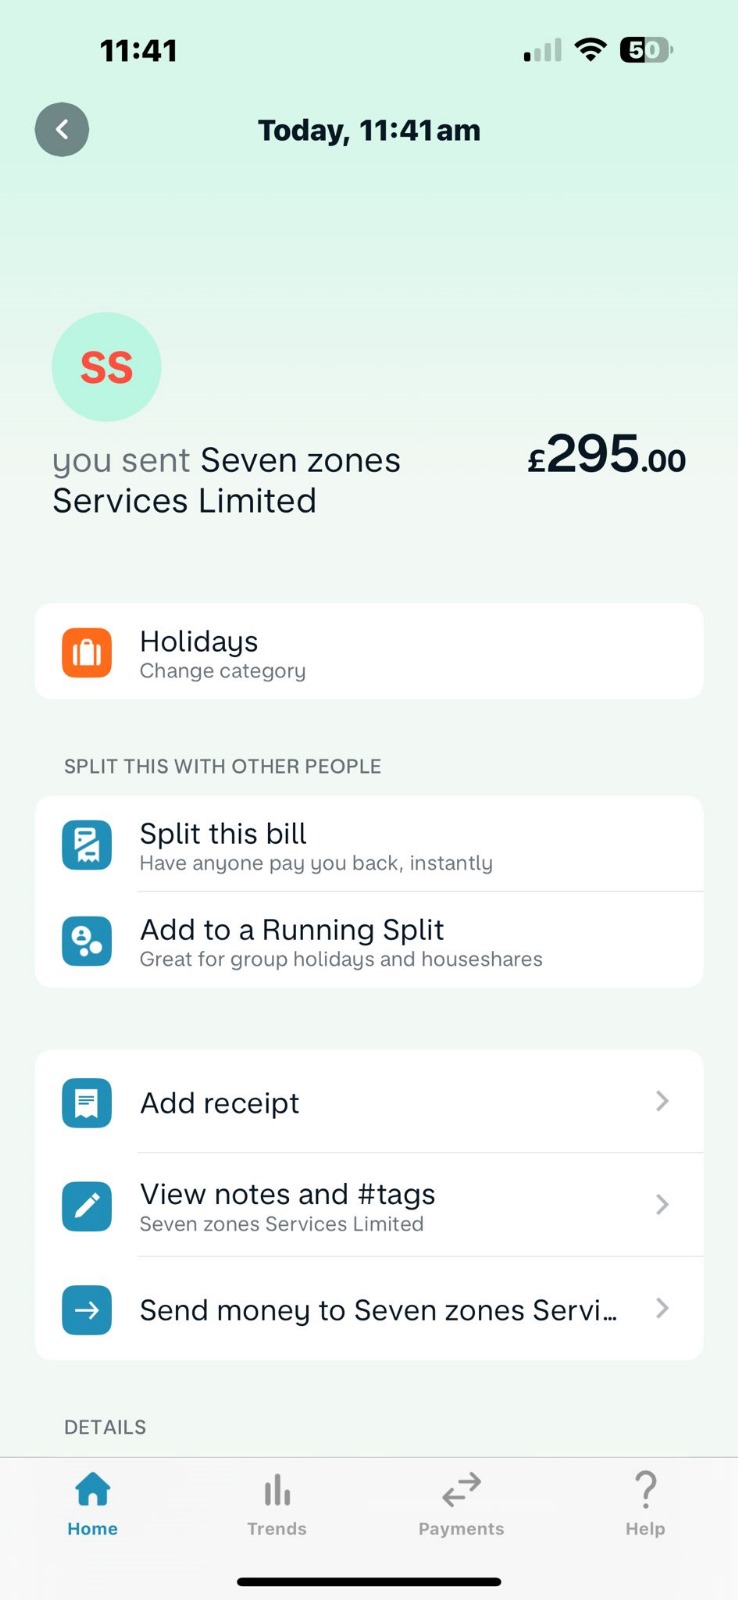 11:41
50
Today, 11:41am
SS
you sent Seven zones
Services Limited
£295.00
Holidays
Change category
SPLIT THIS WITH OTHER PEOPLE
Split this bill
Have anyone pay you back, instantly
Add to a Running Split
Great for group holidays and houseshares
Add receipt
View notes and #tags
Seven zones Services Limited
Send money to Seven zones Servi...
DETAILS
Home
Trends
Payments
Help